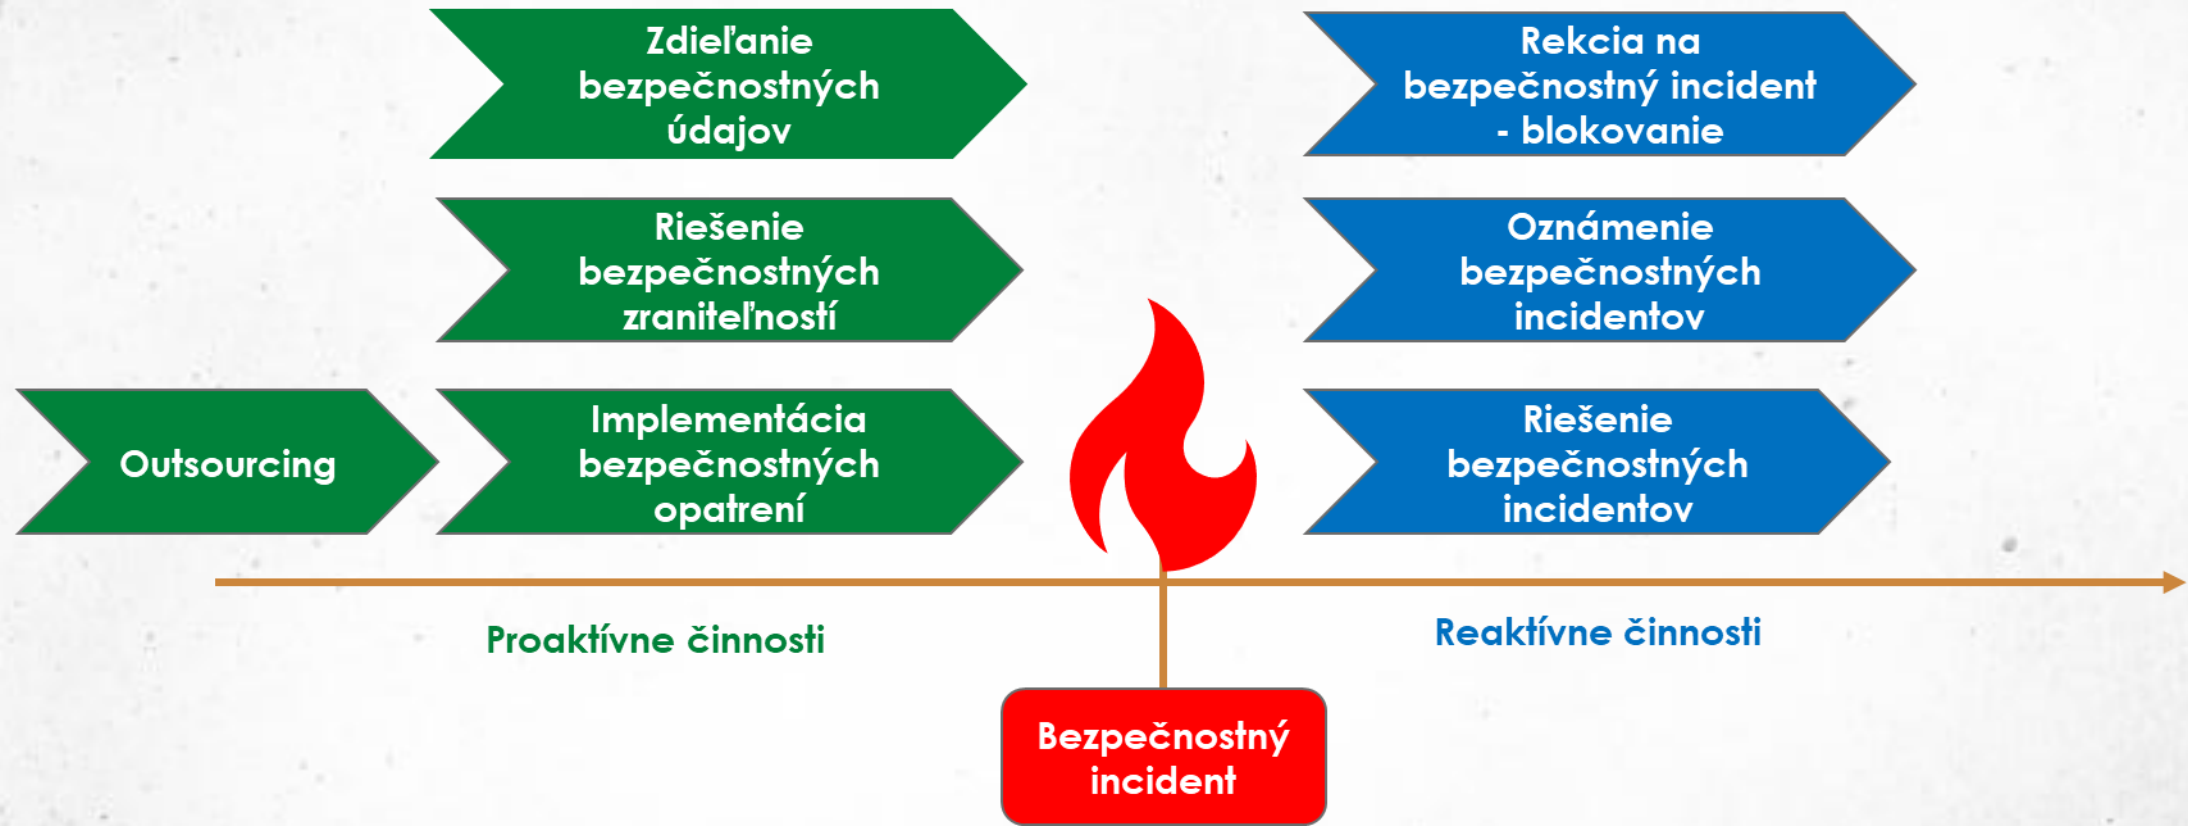 Zdieľanie
bezpečnostných
údajov
Rekcia na
bezpečnostný incident
- blokovanie
Riešenie
bezpečnostných
zraniteľností
Oznámenie
bezpečnostných
incidentov
Outsourcing
Implementácia
bezpečnostných
opatrení
Riešenie
bezpečnostných
incidentov
Proaktívne činnosti
Reaktívne činnosti
Bezpečnostný
incident